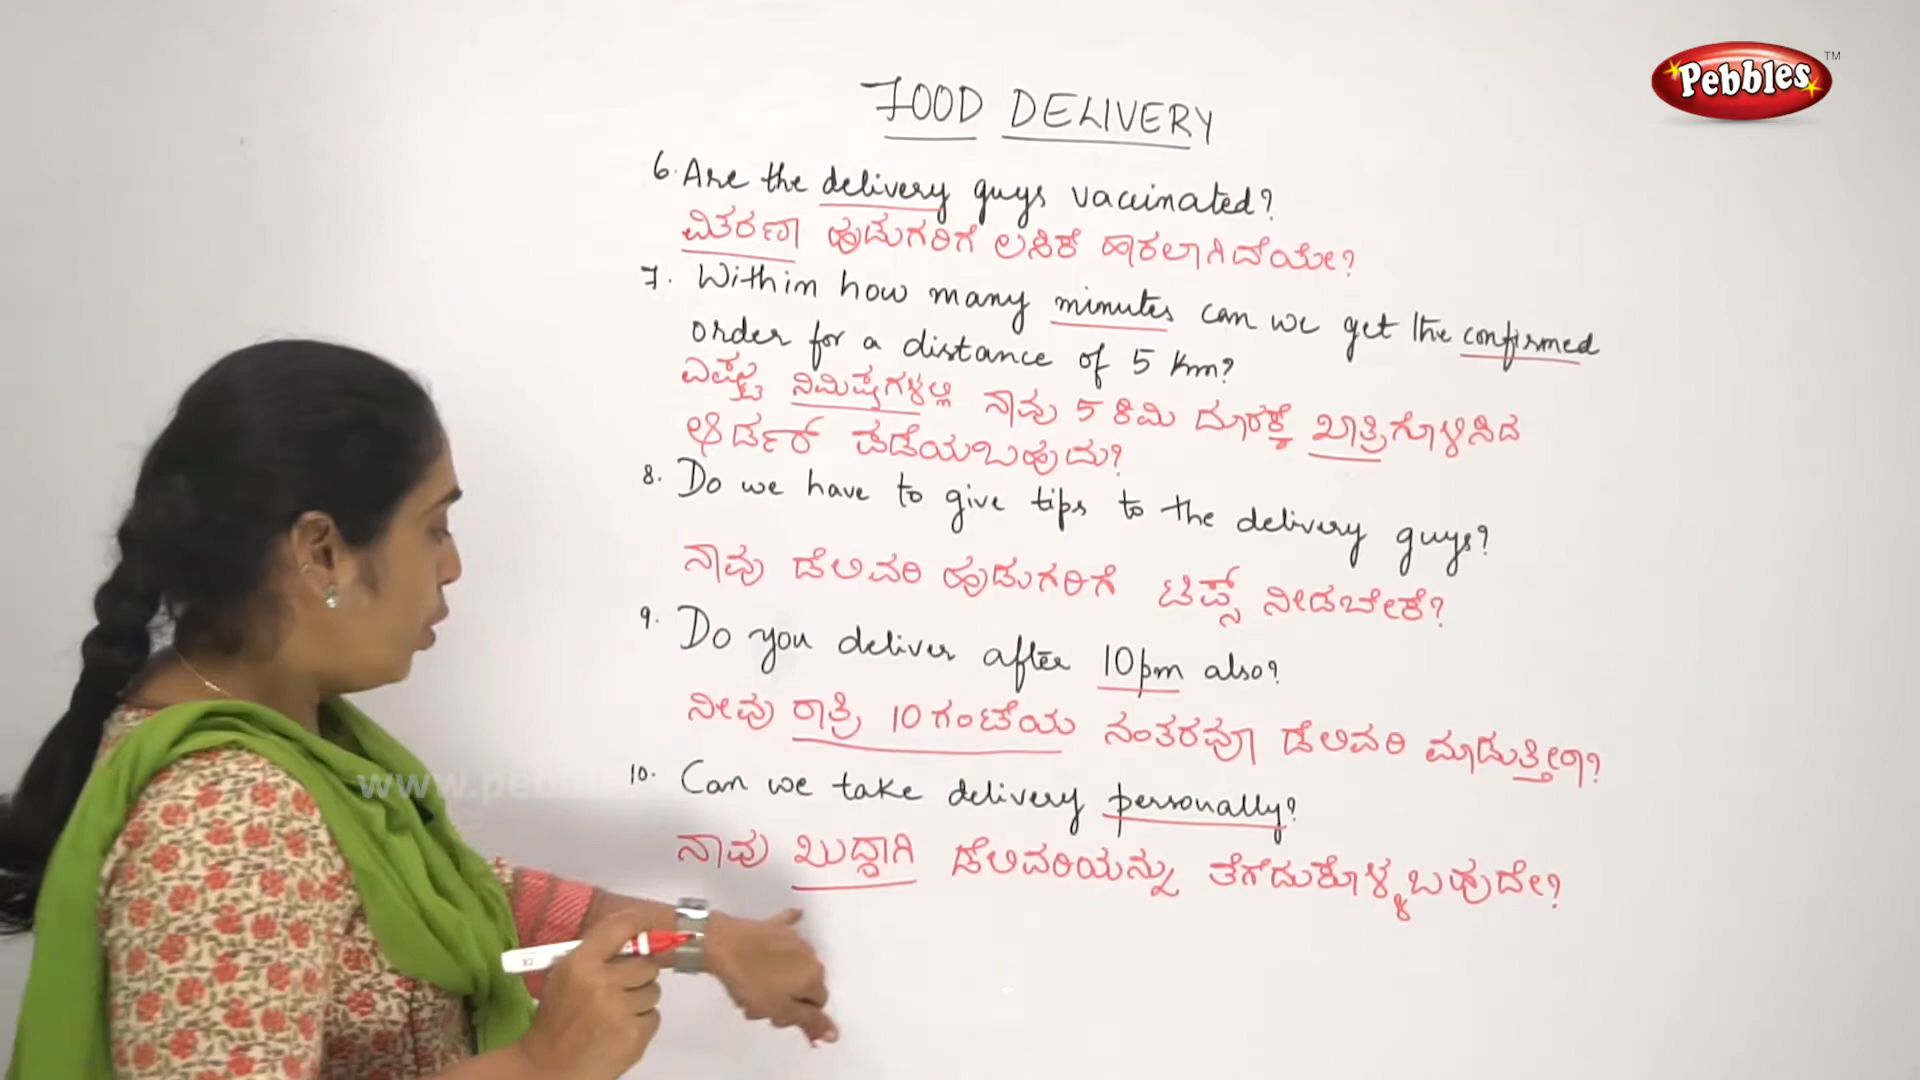 Pebbles TM
FOOD DELIVERY
6. Are the delivery guys vaccinated?
ವಿತರಣಾ ಹುಡುಗರಿಗೆ ಲಸಿಕೆ ಹಾಕಲಾಗಿದೆಯೇ?
7. Within how many minutes can we get the confirmed
order for a distance of 5 km?
ಎಷ್ಟು ನಿಮಿಷಗಳಲ್ಲಿ ನಾವು 5 ಕಿಮಿ ದೂರಕ್ಕೆ ಖಾತ್ರಿಗೊಳಿಸಿದ
ಆರ್ಡರ್ ಪಡೆಯಬಹುದು?
8. Do we have to give tips to the delivery guys?
ನಾವು ಡೆಲಿವರಿ ಹುಡುಗರಿಗೆ ಟಿಪ್ಸ್ ನೀಡಬೇಕೆ?
9. Do you deliver after 10pm also?
ನೀವು ರಾತ್ರಿ 10 ಗಂಟೆಯ ನಂತರವೂ ಡೆಲಿವರಿ ಮಾಡುತ್ತೀರಾ?
10. Can we take delivery personally?
ನಾವು ಖುದ್ದಾಗಿ ಡೆಲಿವರಿಯನ್ನು ತೆಗೆದುಕೊಳ್ಳಬಹುದೇ?